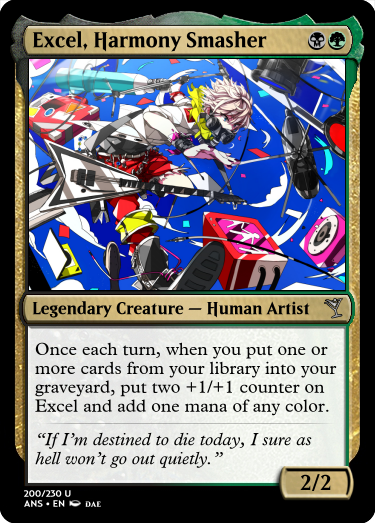 Excel, Harmony Smasher
Legendary Creature — Human Artist
Once each turn, when you put one or
more cards from your library into your
graveyard, put two +1/+1 counter on
Excel and add one mana of any color.
“If I’m destined to die today, I sure as
hell won’t go out quietly.”
2/2
200/230 U
ANS • EN DAE